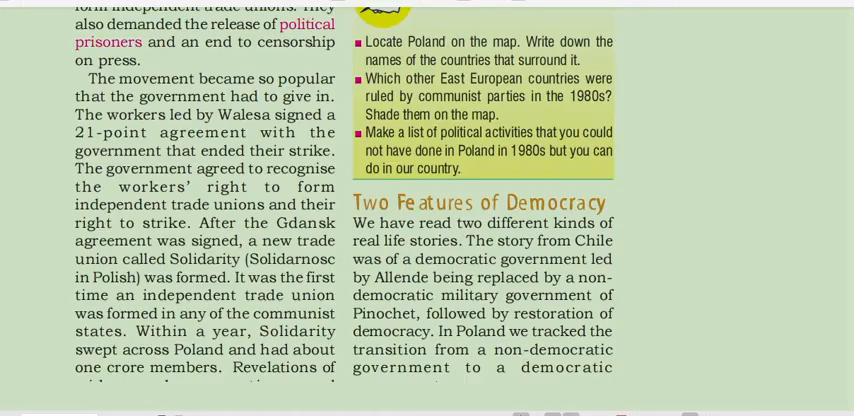 form independent trade unions. They
also demanded the release of political
prisoners and an end to censorship
on press.
The movement became so popular
that the government had to give in.
The workers led by Walesa signed a
21-point agreement with the
government that ended their strike.
The government agreed to recognise
the workers' right to form
independent trade unions and their
right to strike. After the Gdansk
agreement was signed, a new trade
union called Solidarity (Solidarnosc
in Polish) was formed. It was the first
time an independent trade union
was formed in any of the communist
states. Within a year, Solidarity
swept across Poland and had about
one crore members. Revelations of
Locate Poland on the map. Write down the
names of the countries that surround it.
Which other East European countries were
ruled by communist parties in the 1980s?
Shade them on the map.
Make a list of political activities that you could
not have done in Poland in 1980s but you can
do in our country.
Two Features of Democracy
We have read two different kinds of
real life stories. The story from Chile
was of a democratic government led
by Allende being replaced by a non-
democratic military government of
Pinochet, followed by restoration of
democracy. In Poland we tracked the
transition from a non-democratic
government to a democratic